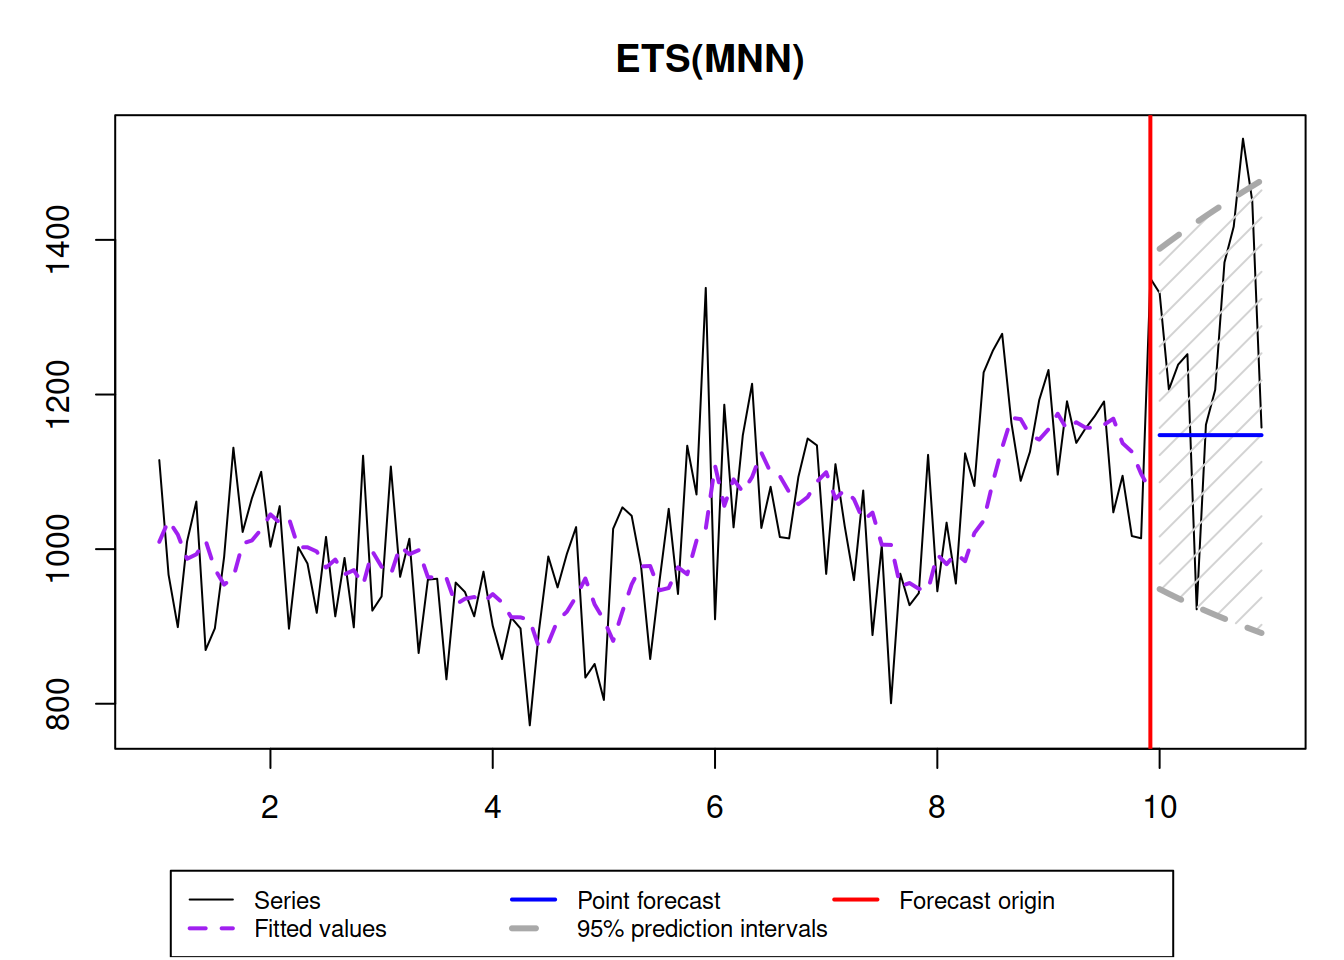 ETS(MNN)
1400
1200
1000
800
2 4 6 8 10
Series Point forecast Forecast origin
Fitted values 95% prediction intervals